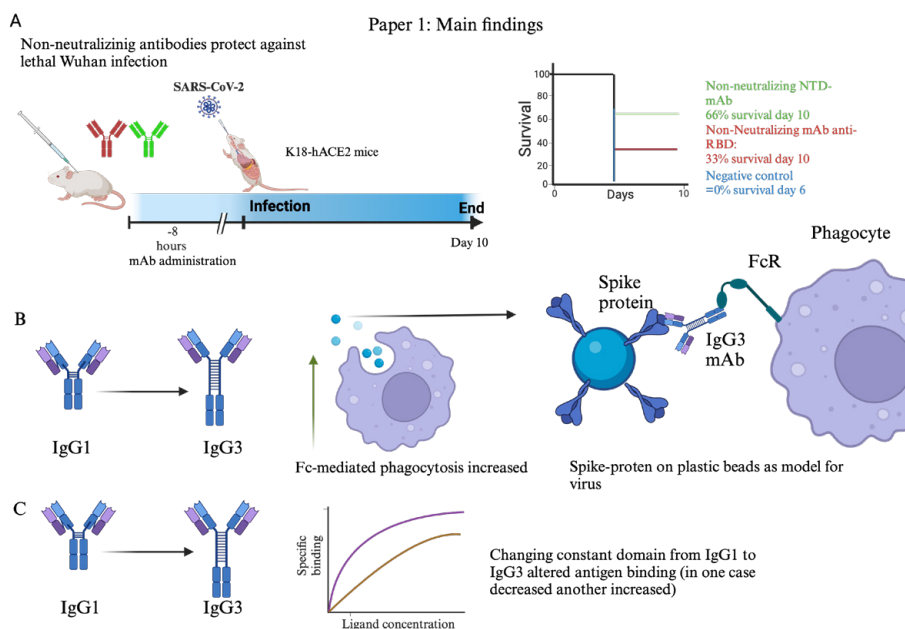 A
Paper 1: Main findings
Non-neutralizinig antibodies protect against
lethal Wuhan infection
SARS-CoV-2
K18-hACE2 mice
Infection
End
-8
hours
mAb administration
Day 10
Survival
100
80
60
40
20
0
0
Days
10
Non-neutralizing NTD-
mAb
66% survival day 10
Non-Neutralizing mAb anti-
RBD:
33% survival day 10
Negative control
=0% survival day 6
B
IgG1
IgG3
Fc-mediated phagocytosis increased
Spike
protein
FcR
Phagocyte
IgG3
mAb
Spike-proten on plastic beads as model for
virus
C
IgG1
IgG3
Specific
binding
Ligand concentration
Changing constant domain from IgG1 to
IgG3 altered antigen binding (in one case
decreased another increased)